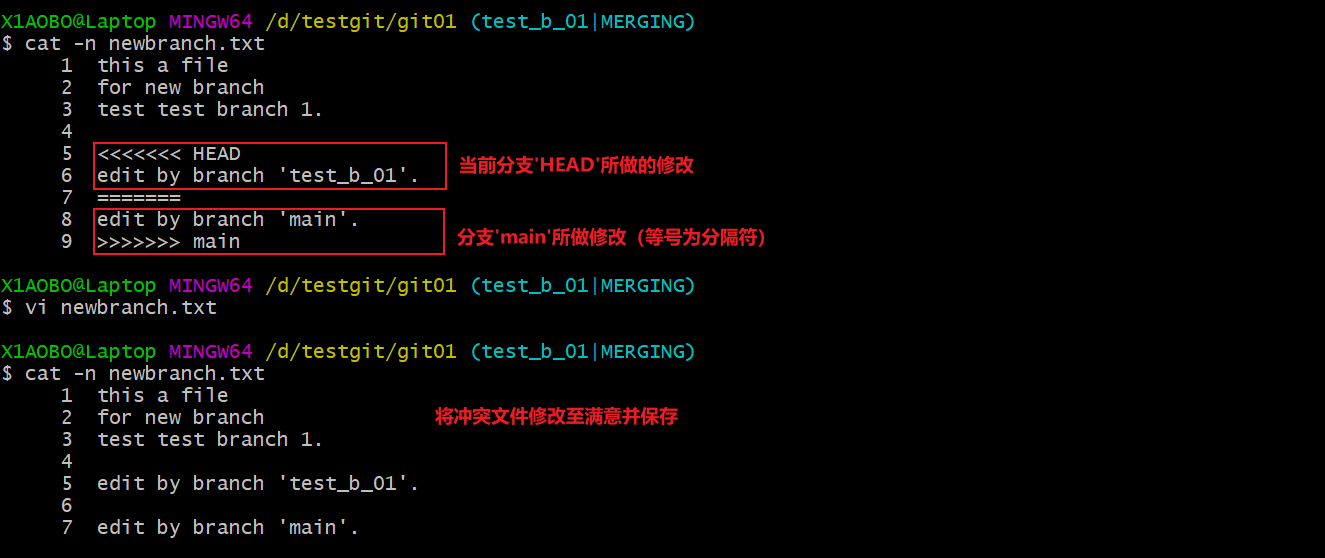 X1AOBO@Laptop MINGW64 /d/testgit/git01 (test_b_01|MERGING)
$ cat -n newbranch.txt
1 this a file
2 for new branch
3 test test branch 1.
4
5 <<<<<<< HEAD
当前分支'HEAD'所做的修改
6 edit by branch 'test_b_01'.
7 =======
8 edit by branch 'main'.
分支'main'所做修改（等号为分隔符）
9 >>>>>>> main
X1AOBO@Laptop MINGW64 /d/testgit/git01 (test_b_01|MERGING)
$ vi newbranch.txt
X1AOBO@Laptop MINGW64 /d/testgit/git01 (test_b_01|MERGING)
$ cat -n newbranch.txt
1 this a file
2 for new branch
将冲突文件修改至满意并保存
3 test test branch 1.
4
5 edit by branch 'test_b_01'.
6
7 edit by branch 'main'.